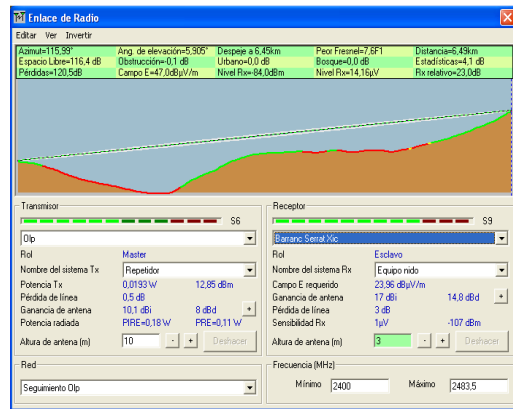 Enlace de Radio
Editar Ver Invertir
Azimut=115,99° Ang. de elevación=5,905° Despeje a 6,45km Peor Fresnel=7,6F1 Distancia=6,49km
Espacio Libre=116,4 dB Obstrucción=-0,1 dB Urbano=0,0 dB Bosque=0,0 dB Estadísticas=4,1 dB
Pérdidas=120,5dB Campo E=47,0dBµV/m Nivel Rx=-84,0dBm Nivel Rx=14,16µV Rx relativo=23,0dB
Transmisor
S6
Olp
Rol Master
Nombre del sistema Tx Repetidor
Potencia Tx 0,0193 W 12,85 dBm
Pérdida de línea 0,5 dB
Ganancia de antena 10,1 dBi 8 dBd +
Potencia radiada PIRE=0,18 W PRE=0,11 W
Altura de antena (m) 10 - + Deshacer
Receptor
S9
Barranc Serrat Xic
Rol Esclavo
Nombre del sistema Rx Equipo nido
Campo E requerido 23,96 dBµV/m
Ganancia de antena 17 dBi 14,8 dBd +
Pérdida de línea 3 dB
Sensibilidad Rx 1µV -107 dBm
Altura de antena (m) 3 - + Deshacer
Red
Seguimiento Olp
Frecuencia (MHz)
Mínimo 2400 Máximo 2483,5